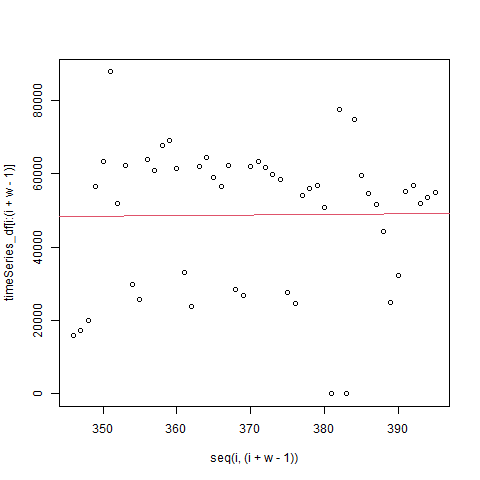 timeSeries_df[i:(i + w - 1)]
80000
60000
40000
20000
0
350 360 370 380 390
seq(i, (i + w - 1))